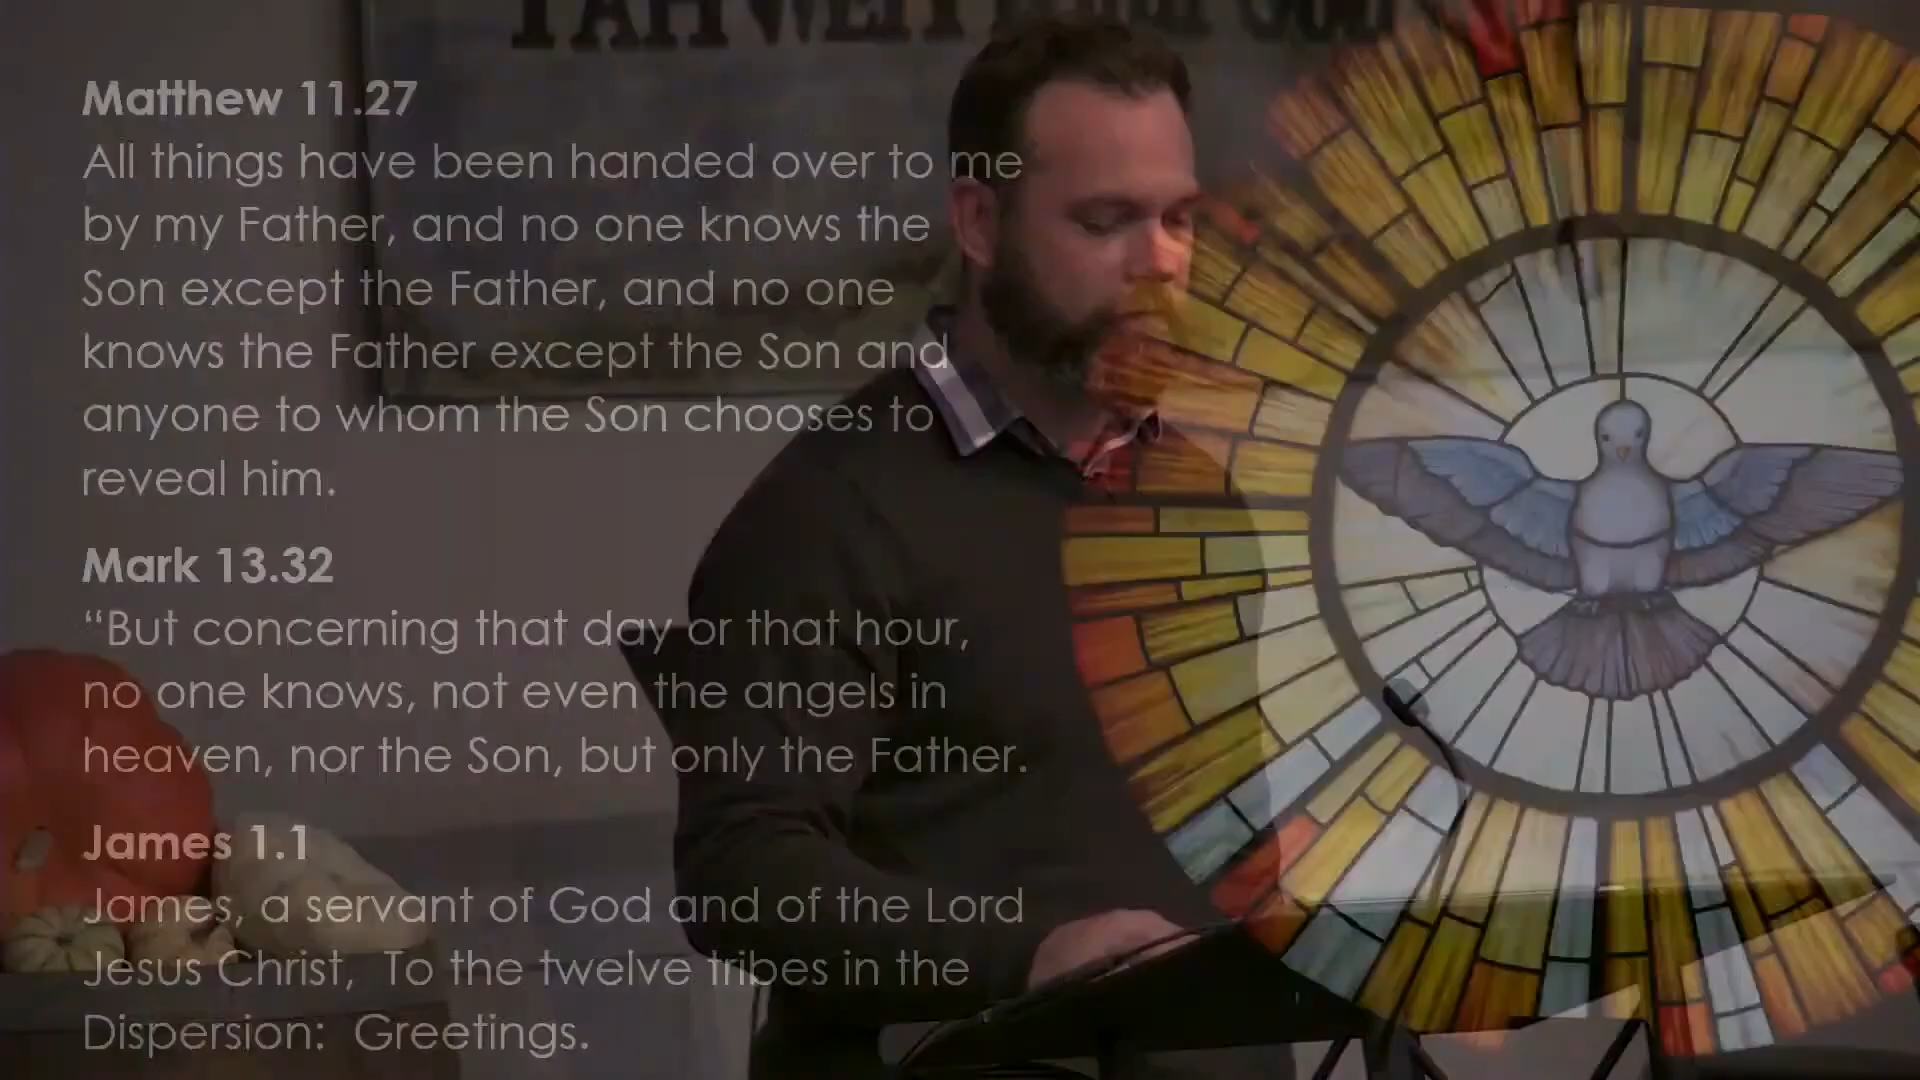 Matthew 11.27
All things have been handed over to me
by my Father, and no one knows the
Son except the Father, and no one
knows the Father except the Son and
anyone to whom the Son chooses to
reveal him.
Mark 13.32
“But concerning that day or that hour,
no one knows, not even the angels in
heaven, nor the Son, but only the Father.
James 1.1
James, a servant of God and of the Lord
Jesus Christ,  To the twelve tribes in the
Dispersion:  Greetings.